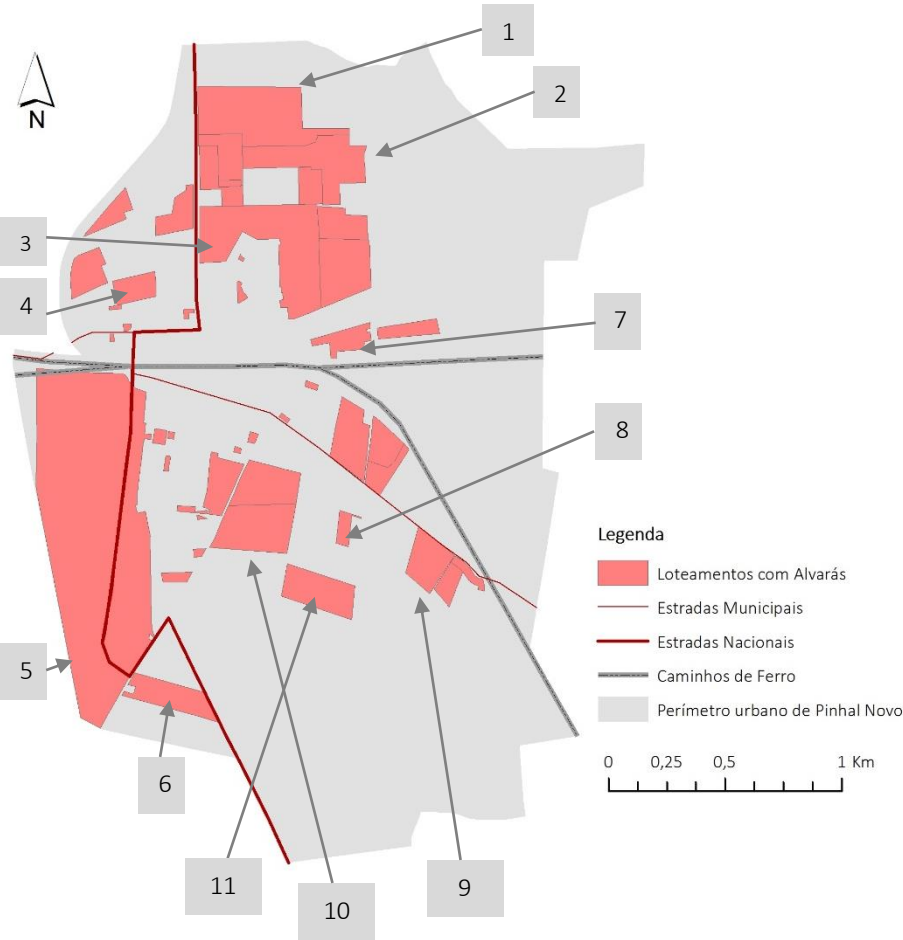 1
2
N
3
4
7
8
5
6
11
10
9
Legenda
Loteamentos com Alvarás
Estradas Municipais
Estradas Nacionais
Caminhos de Ferro
Perímetro urbano de Pinhal Novo
0 0,25 0,5 1 Km